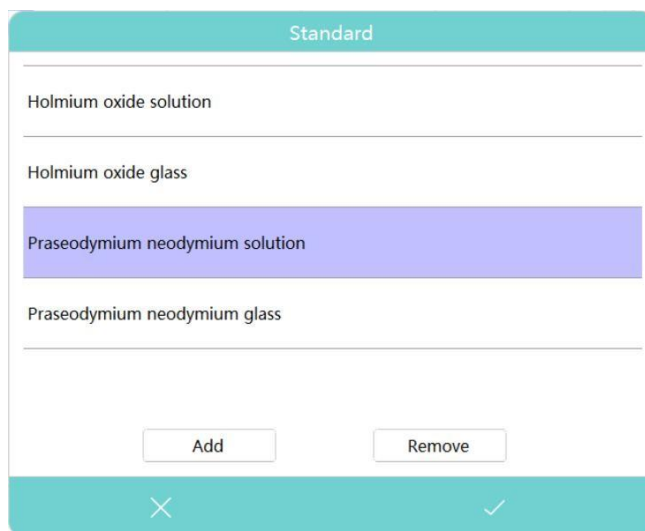 Standard
Holmium oxide solution
Holmium oxide glass
Praseodymium neodymium solution
Praseodymium neodymium glass
Add Remove